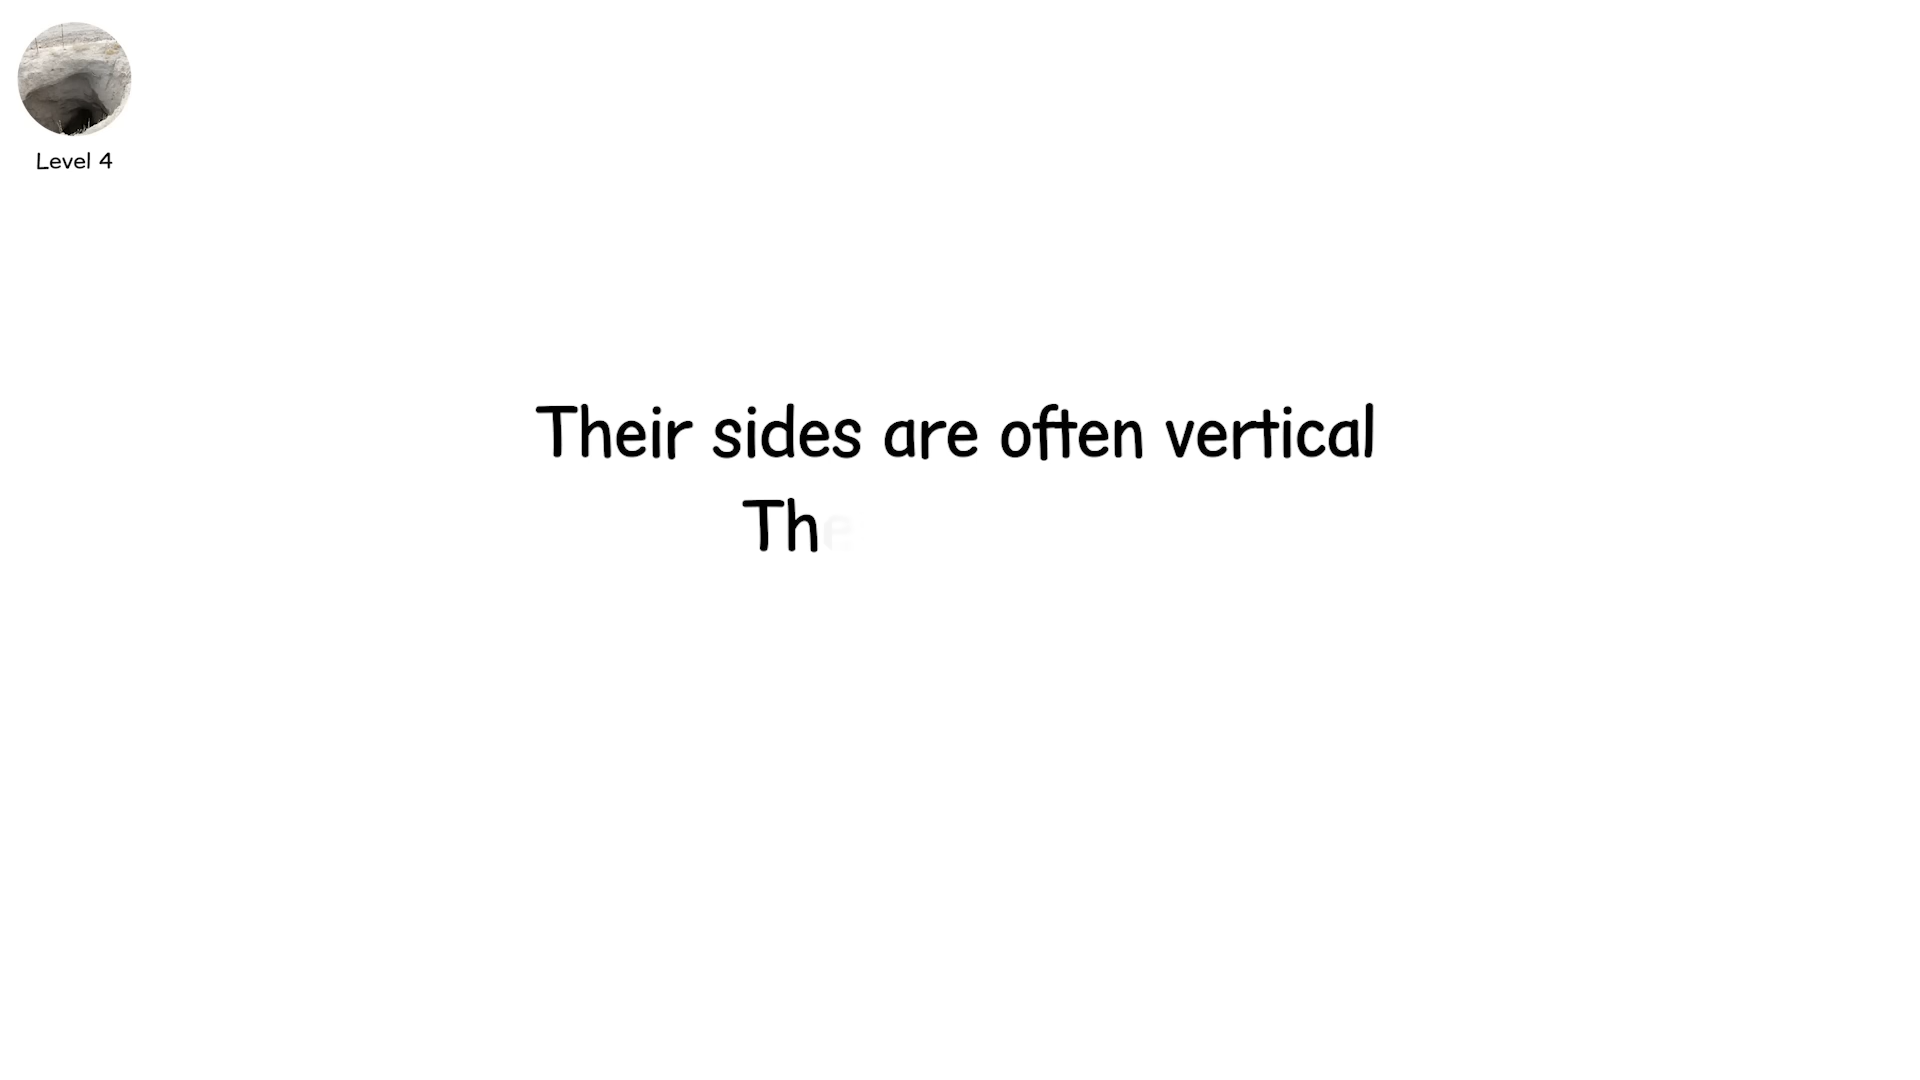 Level 4
Their sides are often vertical
Th